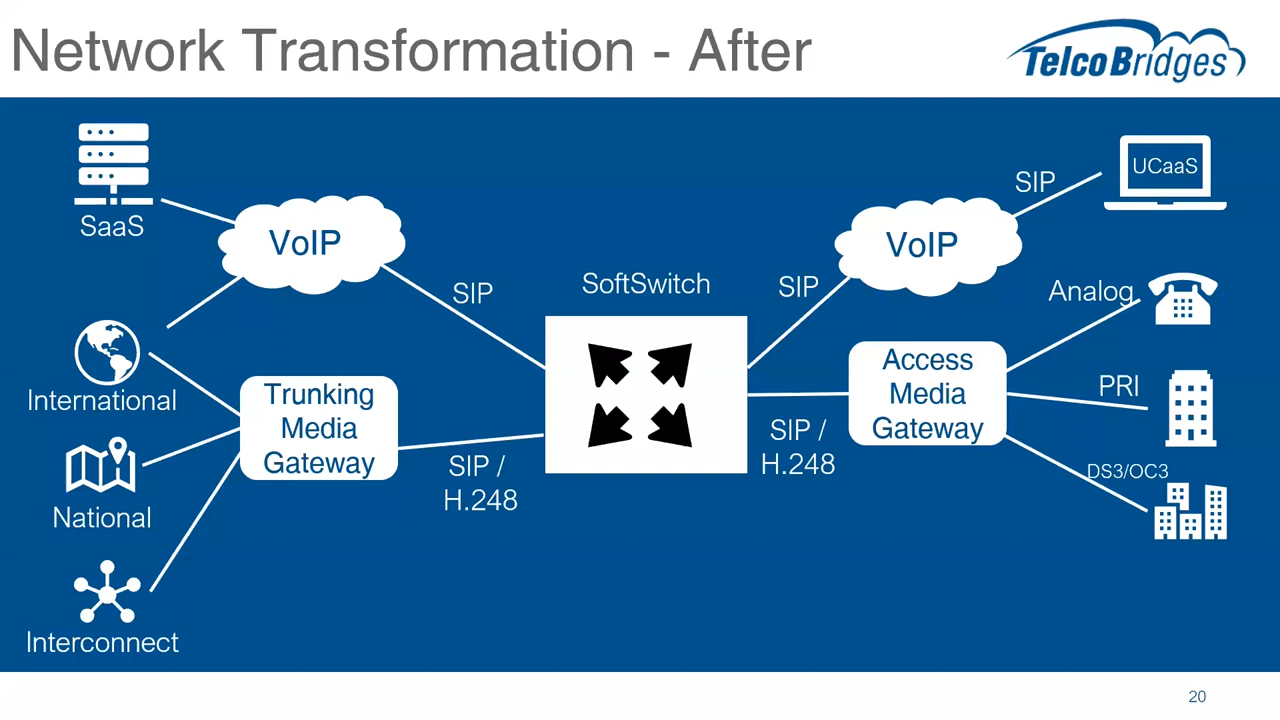 Network Transformation - After
TelcoBridges
SaaS
VoIP
SIP
International
Trunking
Media
Gateway
SIP /
H.248
National
Interconnect
SoftSwitch
SIP
VoIP
SIP
UCaaS
Access
Media
Gateway
SIP /
H.248
Analog
PRI
DS3/OC3
20